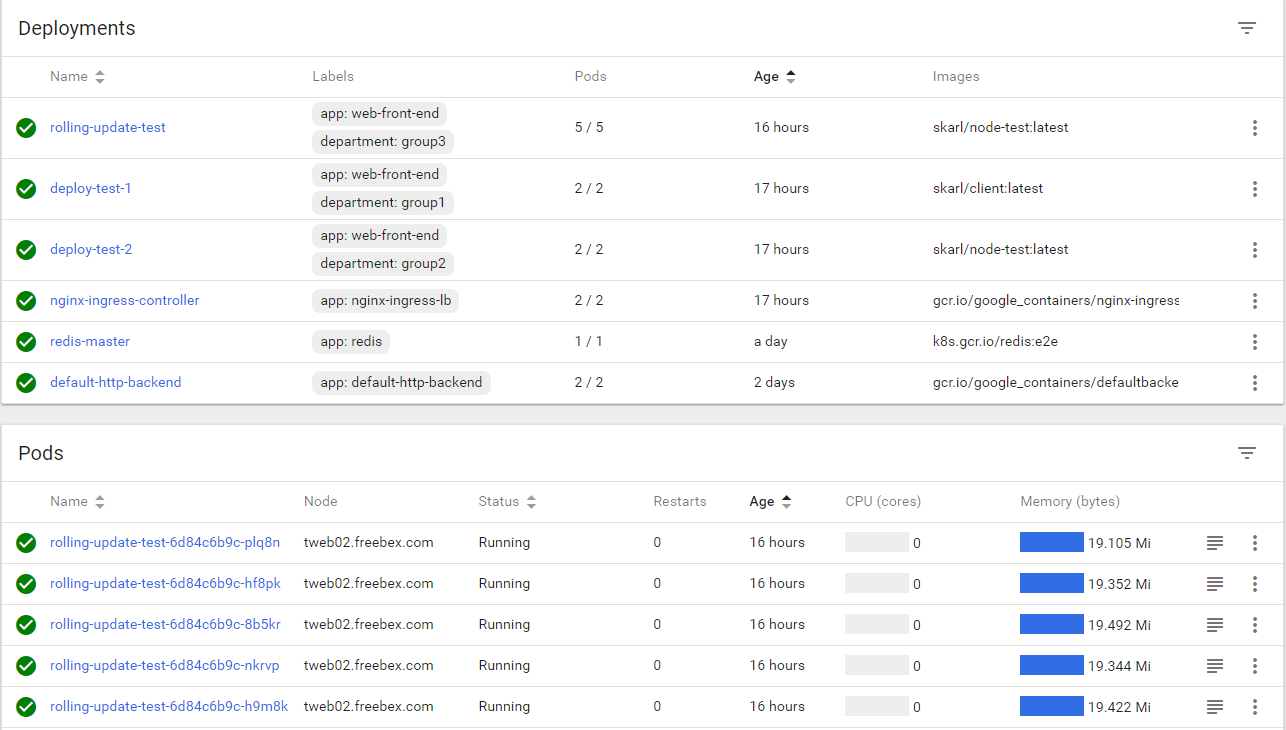 Deployments
Name Labels Pods Age Images
rolling-update-test app: web-front-end department: group3 5 / 5 16 hours skarl/node-test:latest
deploy-test-1 app: web-front-end department: group1 2 / 2 17 hours skarl/client:latest
deploy-test-2 app: web-front-end department: group2 2 / 2 17 hours skarl/node-test:latest
nginx-ingress-controller app: nginx-ingress-lb 2 / 2 17 hours gcr.io/google_containers/nginx-ingress
redis-master app: redis 1 / 1 a day k8s.gcr.io/redis:e2e
default-http-backend app: default-http-backend 2 / 2 2 days gcr.io/google_containers/defaultbacke
Pods
Name Node Status Restarts Age CPU (cores) Memory (bytes)
rolling-update-test-6d84c6b9c-plq8n tweb02.freebex.com Running 0 16 hours 0 19.105 Mi
rolling-update-test-6d84c6b9c-hf8pk tweb02.freebex.com Running 0 16 hours 0 19.352 Mi
rolling-update-test-6d84c6b9c-8b5kr tweb02.freebex.com Running 0 16 hours 0 19.492 Mi
rolling-update-test-6d84c6b9c-nkrvp tweb02.freebex.com Running 0 16 hours 0 19.344 Mi
rolling-update-test-6d84c6b9c-h9m8k tweb02.freebex.com Running 0 16 hours 0 19.422 Mi